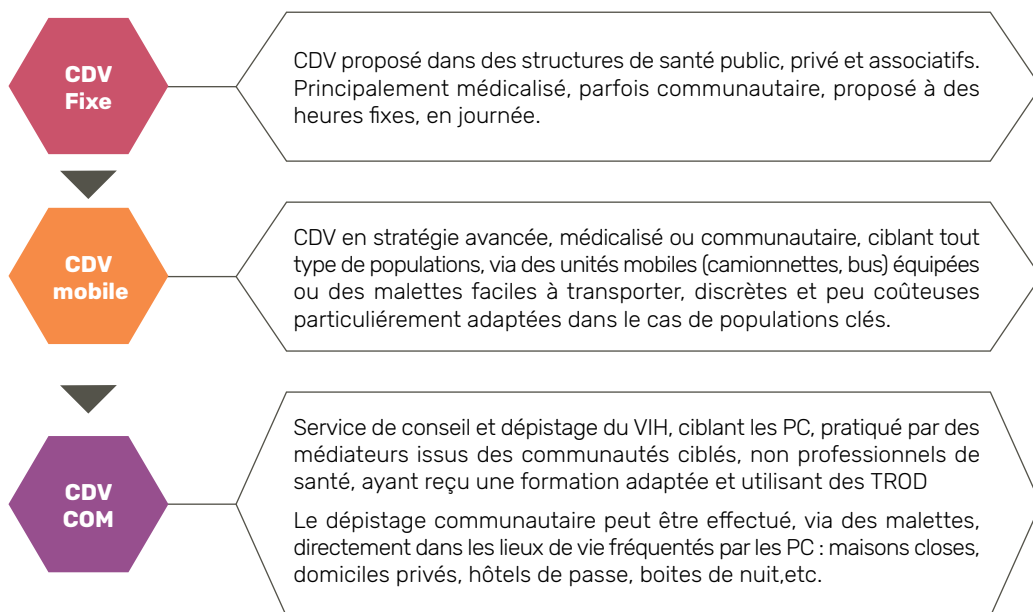 CDV
Fixe
CDV proposé dans des structures de santé public, privé et associatifs.
Principalement médicalisé, parfois communautaire, proposé à des
heures fixes, en journée.
CDV
mobile
CDV en stratégie avancée, médicalisé ou communautaire, ciblant tout
type de populations, via des unités mobiles (camionnettes, bus) équipées
ou des malettes faciles à transporter, discrètes et peu coûteuses
particuliérement adaptées dans le cas de populations clés.
CDV
COM
Service de conseil et dépistage du VIH, ciblant les PC, pratiqué par des
médiateurs issus des communautés ciblés, non professionnels de
santé, ayant reçu une formation adaptée et utilisant des TROD
Le dépistage communautaire peut être effectué, via des malettes,
directement dans les lieux de vie fréquentés par les PC : maisons closes,
domiciles privés, hôtels de passe, boites de nuit,etc.